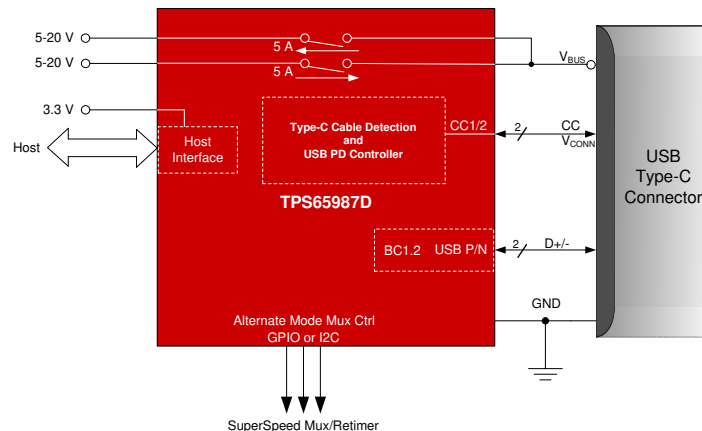 5-20 V
5 A
5-20 V
5 A
VBUS
3.3 V
Host
Host
Interface
Type-C Cable Detection
and
USB PD Controller
CC1/2
2
CC
VCONN
USB
Type-C
Connector
TPS65987D
BC1.2
USB P/N
2
D+/-
GND
Alternate Mode Mux Ctrl
GPIO or I2C
SuperSpeed Mux/Retimer